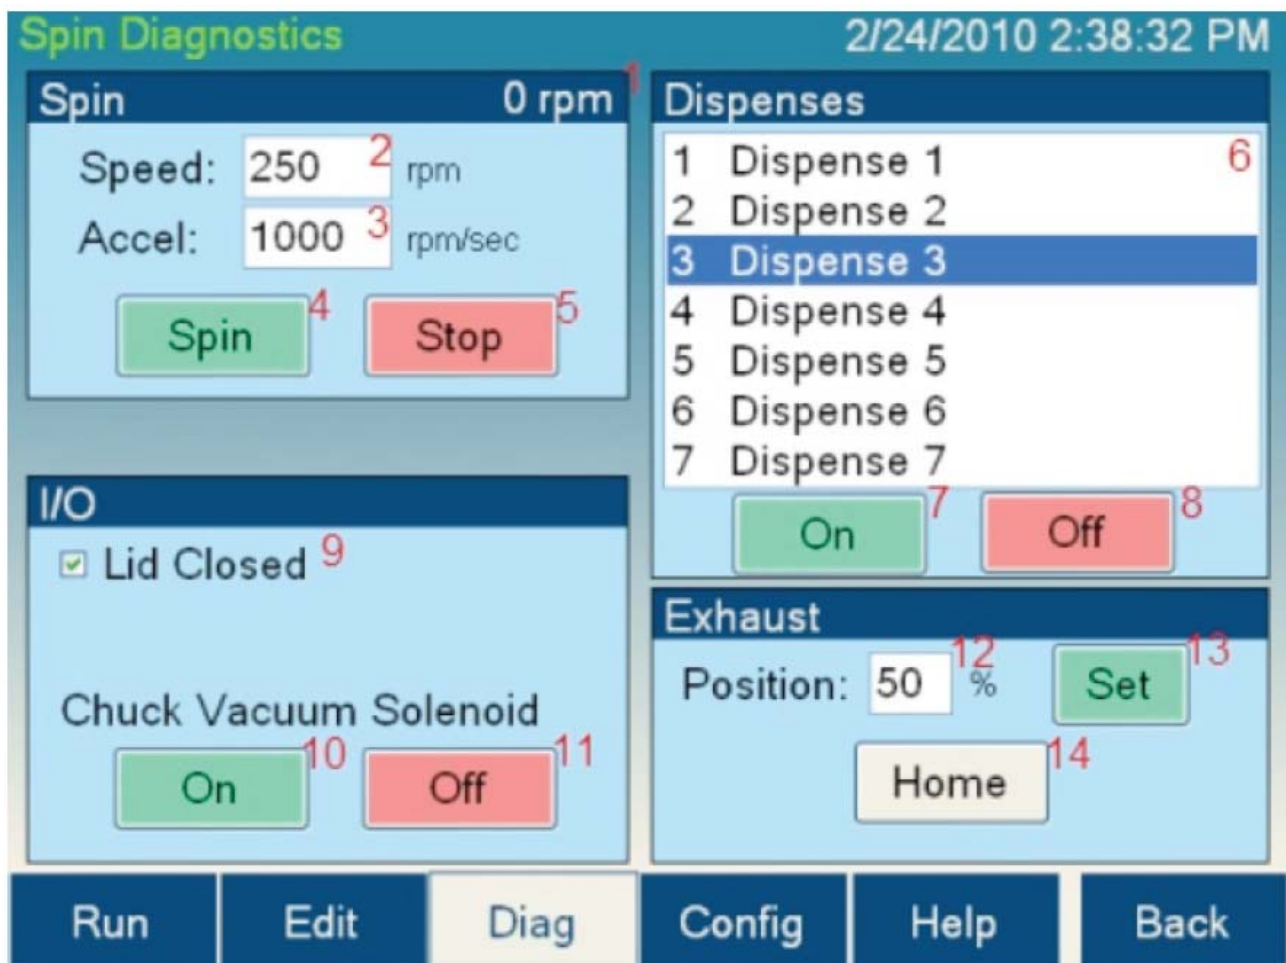 Spin Diagnostics 2/24/2010 2:38:32 PM
Spin 0 rpm 1
Speed: 250 2 rpm
Accel: 1000 3 rpm/sec
Spin 4 Stop 5
Dispenses
1 Dispense 1 6
2 Dispense 2
3 Dispense 3
4 Dispense 4
5 Dispense 5
6 Dispense 6
7 Dispense 7
On 7 Off 8
I/O
Lid Closed 9
Chuck Vacuum Solenoid
On 10 Off 11
Exhaust
Position: 50 12 % Set 13
Home 14
Run Edit Diag Config Help Back